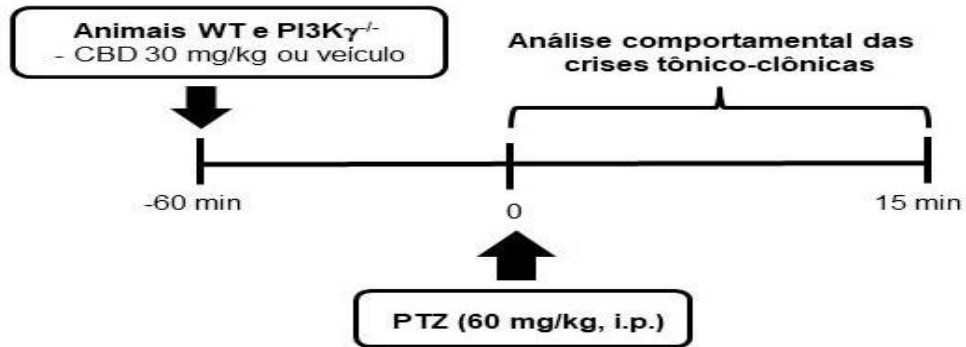 Animais WT e PI3Kγ-/-
- CBD 30 mg/kg ou veículo
Análise comportamental das
crises tônico-clônicas
-60 min
0
15 min
PTZ (60 mg/kg, i.p.)